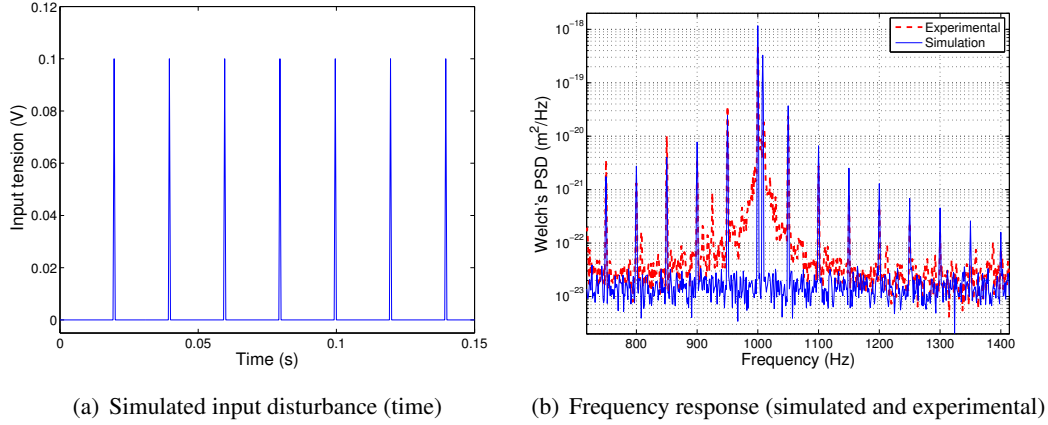 0.12
0.1
0.08
0.06
0.04
0.02
0
Input tension (V)
0 0.05 0.1 0.15
Time (s)
(a) Simulated input disturbance (time)
Experimental
Simulation
10⁻¹⁸
10⁻¹⁹
10⁻²⁰
10⁻²¹
10⁻²²
10⁻²³
Welch's PSD (m²/Hz)
800 900 1000 1100 1200 1300 1400
Frequency (Hz)
(b) Frequency response (simulated and experimental)